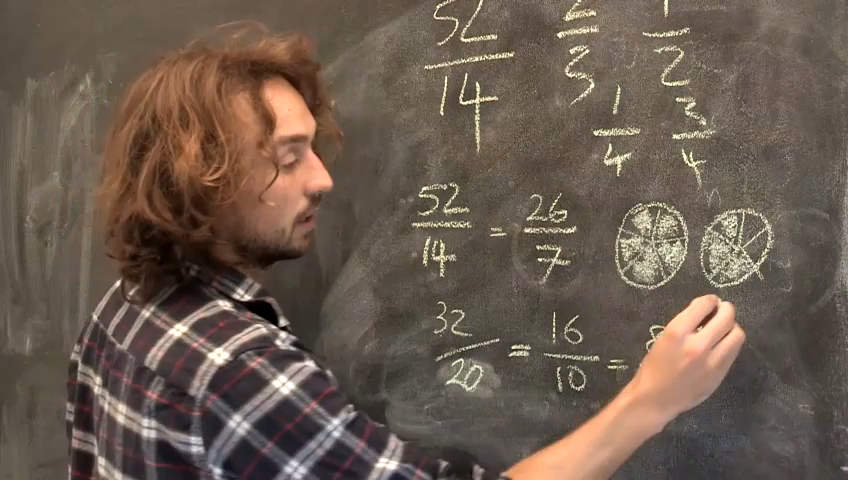 52/14 2/3 1/2
1/4 3/4
52/14 = 26/7
32/20 = 16/10 = 8